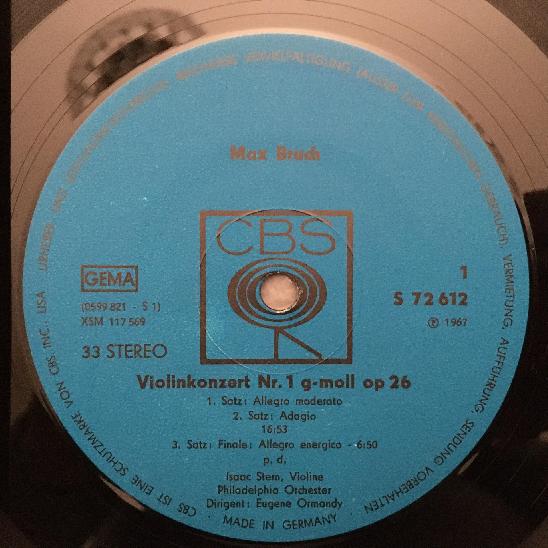 Max Bruch
CBS
GEMA
(0599 821 - S 1)
XSM 117 569
33 STEREO
1
S 72 612
℗ 1967
Violinkonzert Nr. 1 g-moll op 26
1. Satz: Allegro moderato
2. Satz: Adagio
16:53
3. Satz: Finale: Allegro energico - 6:50
p. d.
Isaac Stern, Violine
Philadelphia Orchester
Dirigent: Eugene Ormandy
CBS IST EINE SCHUTZMARKE VON CBS INC., USA VERMIETUNG, AUFFÜHRUNG, SENDUNG VORBEHALTEN
· MADE IN GERMANY ·